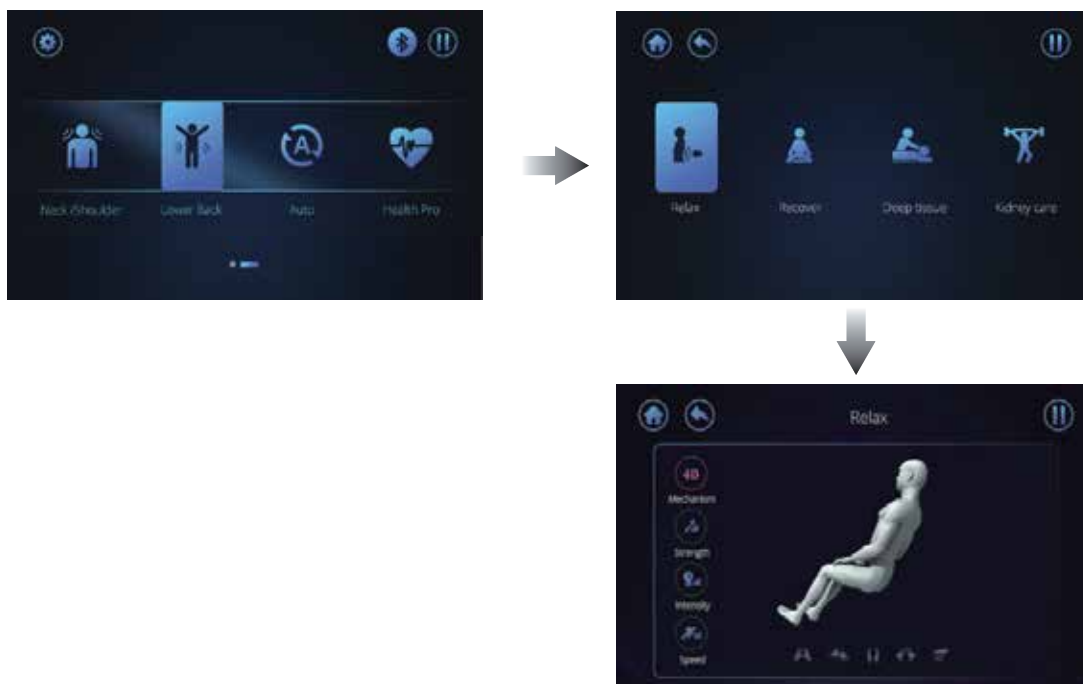 Neck /Shoulder
Lower Back
A
Auto
Health Pro
Relax
Recover
Deep tissue
Kidney care
Relax
4D
Mechanism
Strength
Intensity
Speed